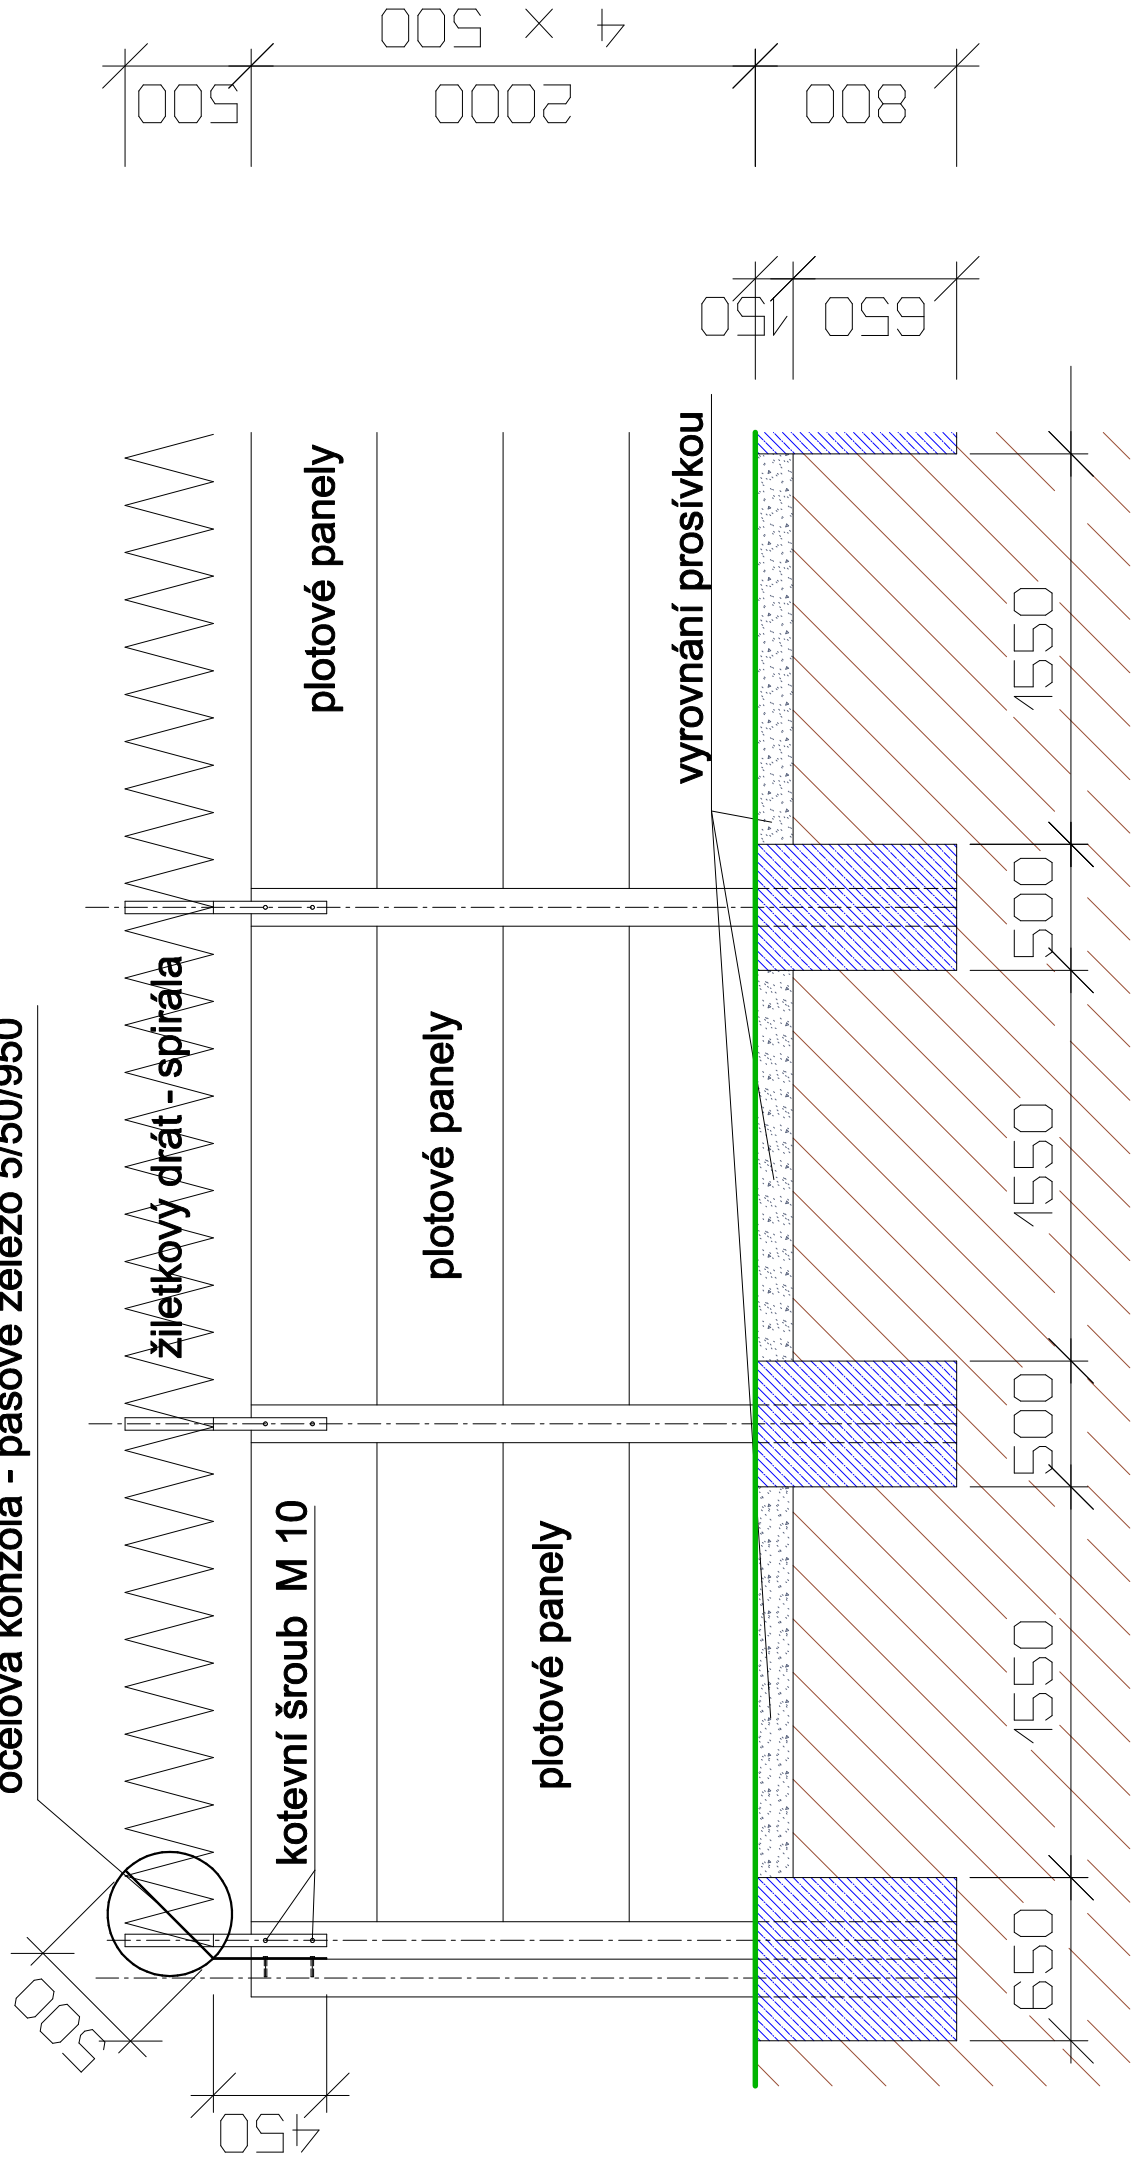 ocelová konzola - pásové železo 5/50/950
žiletkový drát - spirála
kotevní šroub M 10
plotové panely
plotové panely
plotové panely
vyrovnání prosívkou
500
450
500
2000
4 x 500
800
150
650
650
1550
500
1550
500
1550